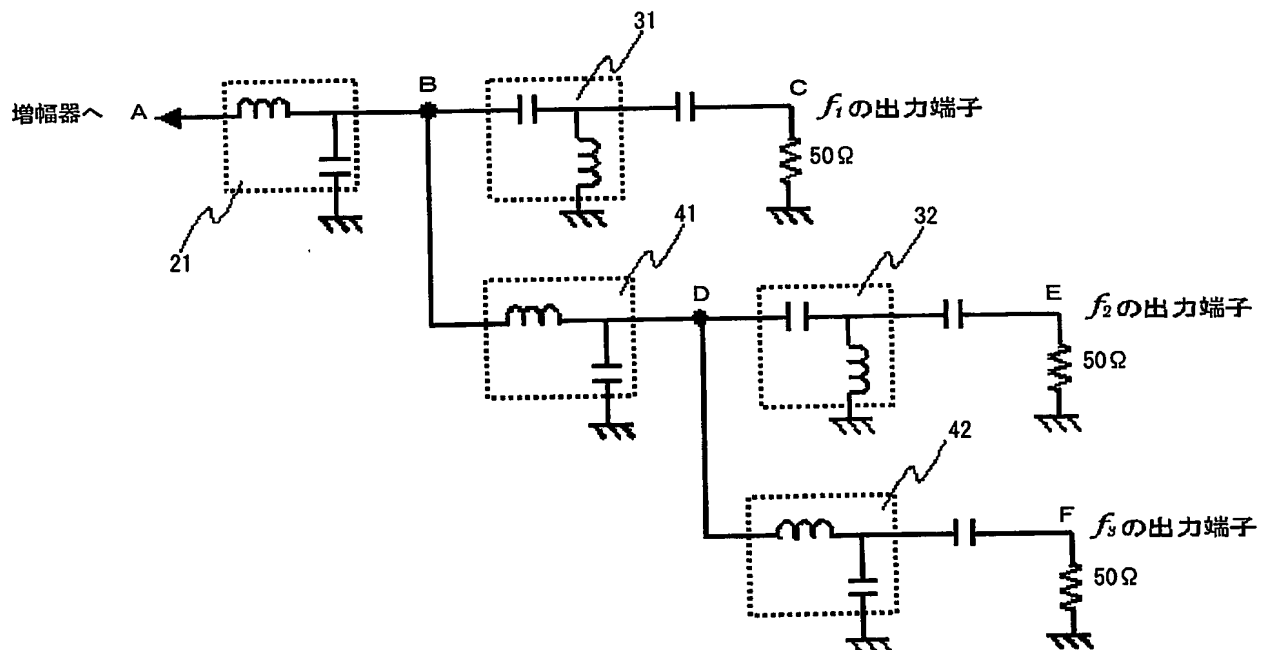 31
増幅器へ A
B
C
f₁の出力端子
50Ω
21
41
D
32
E
f₂の出力端子
50Ω
42
F
f₃の出力端子
50Ω